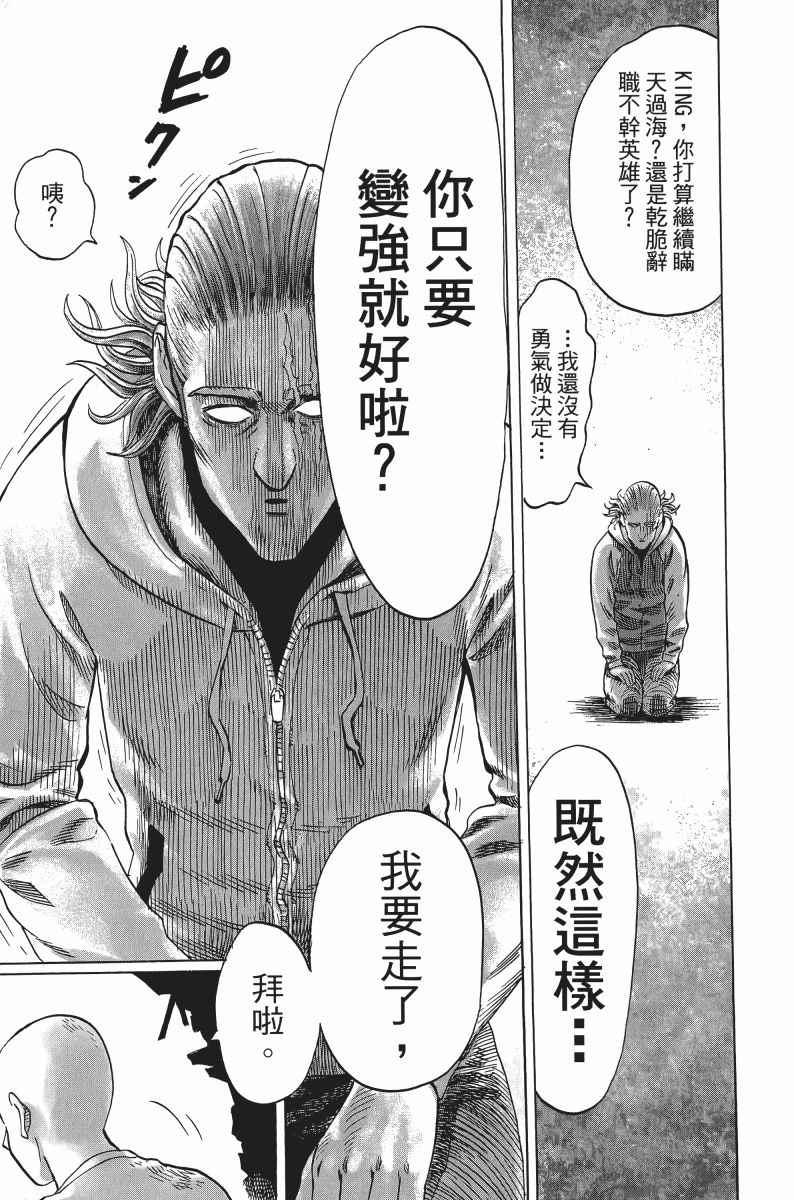 KING，你打算繼續瞞
天過海？還是乾脆辭
職不幹英雄了？
…我還沒有
勇氣做決定…
既然這樣…
你只要
變強就好啦？
ピクッ
咦？
我要走了，
拜啦。